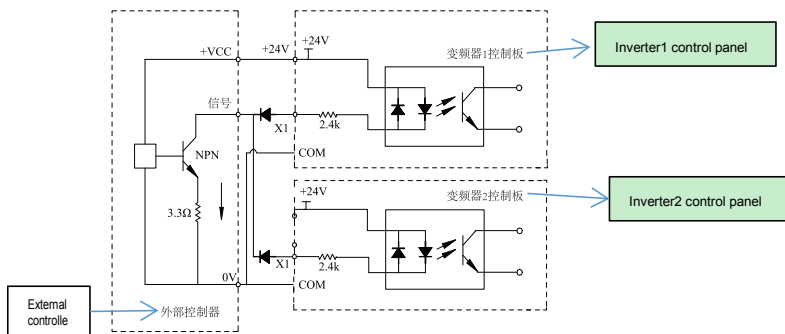 +VCC
+24V
+24V
变频器1控制板
Inverter1 control panel
信号
X1
2.4k
NPN
COM
3.3Ω
变频器2控制板
+24V
Inverter2 control panel
X1
2.4k
0V
COM
External
controlle
外部控制器